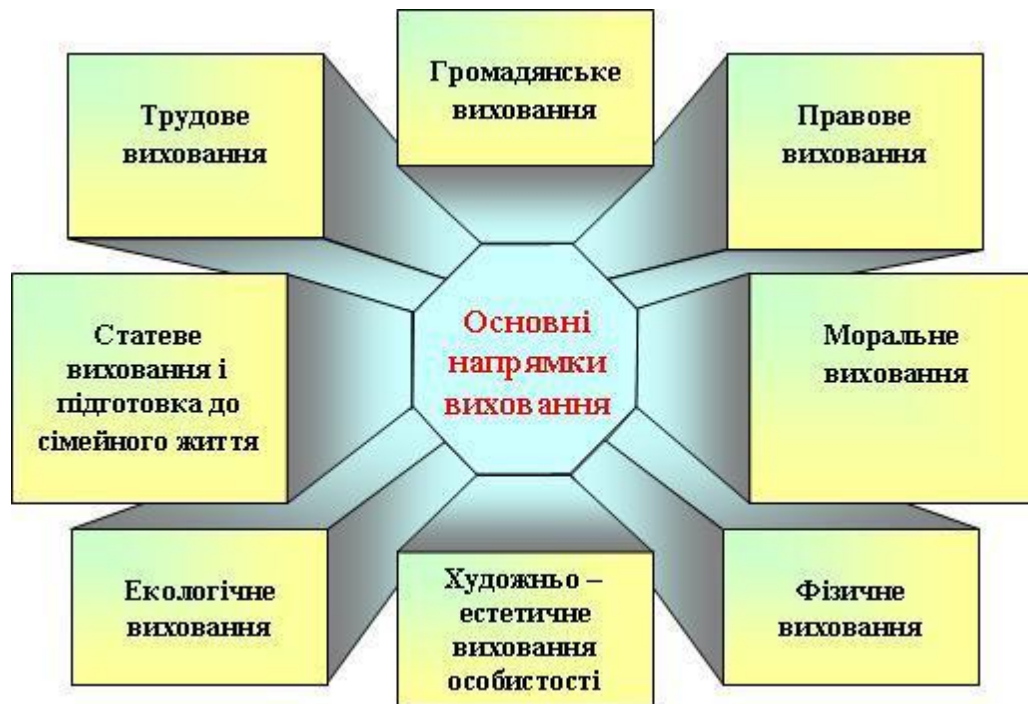 Громадянське
виховання
Трудове
виховання
Правове
виховання
Основні
напрямки
виховання
Статеве
виховання і
підготовка до
сімейного життя
Моральне
виховання
Екологічне
виховання
Художньо –
естетичне
виховання
особистості
Фізичне
виховання